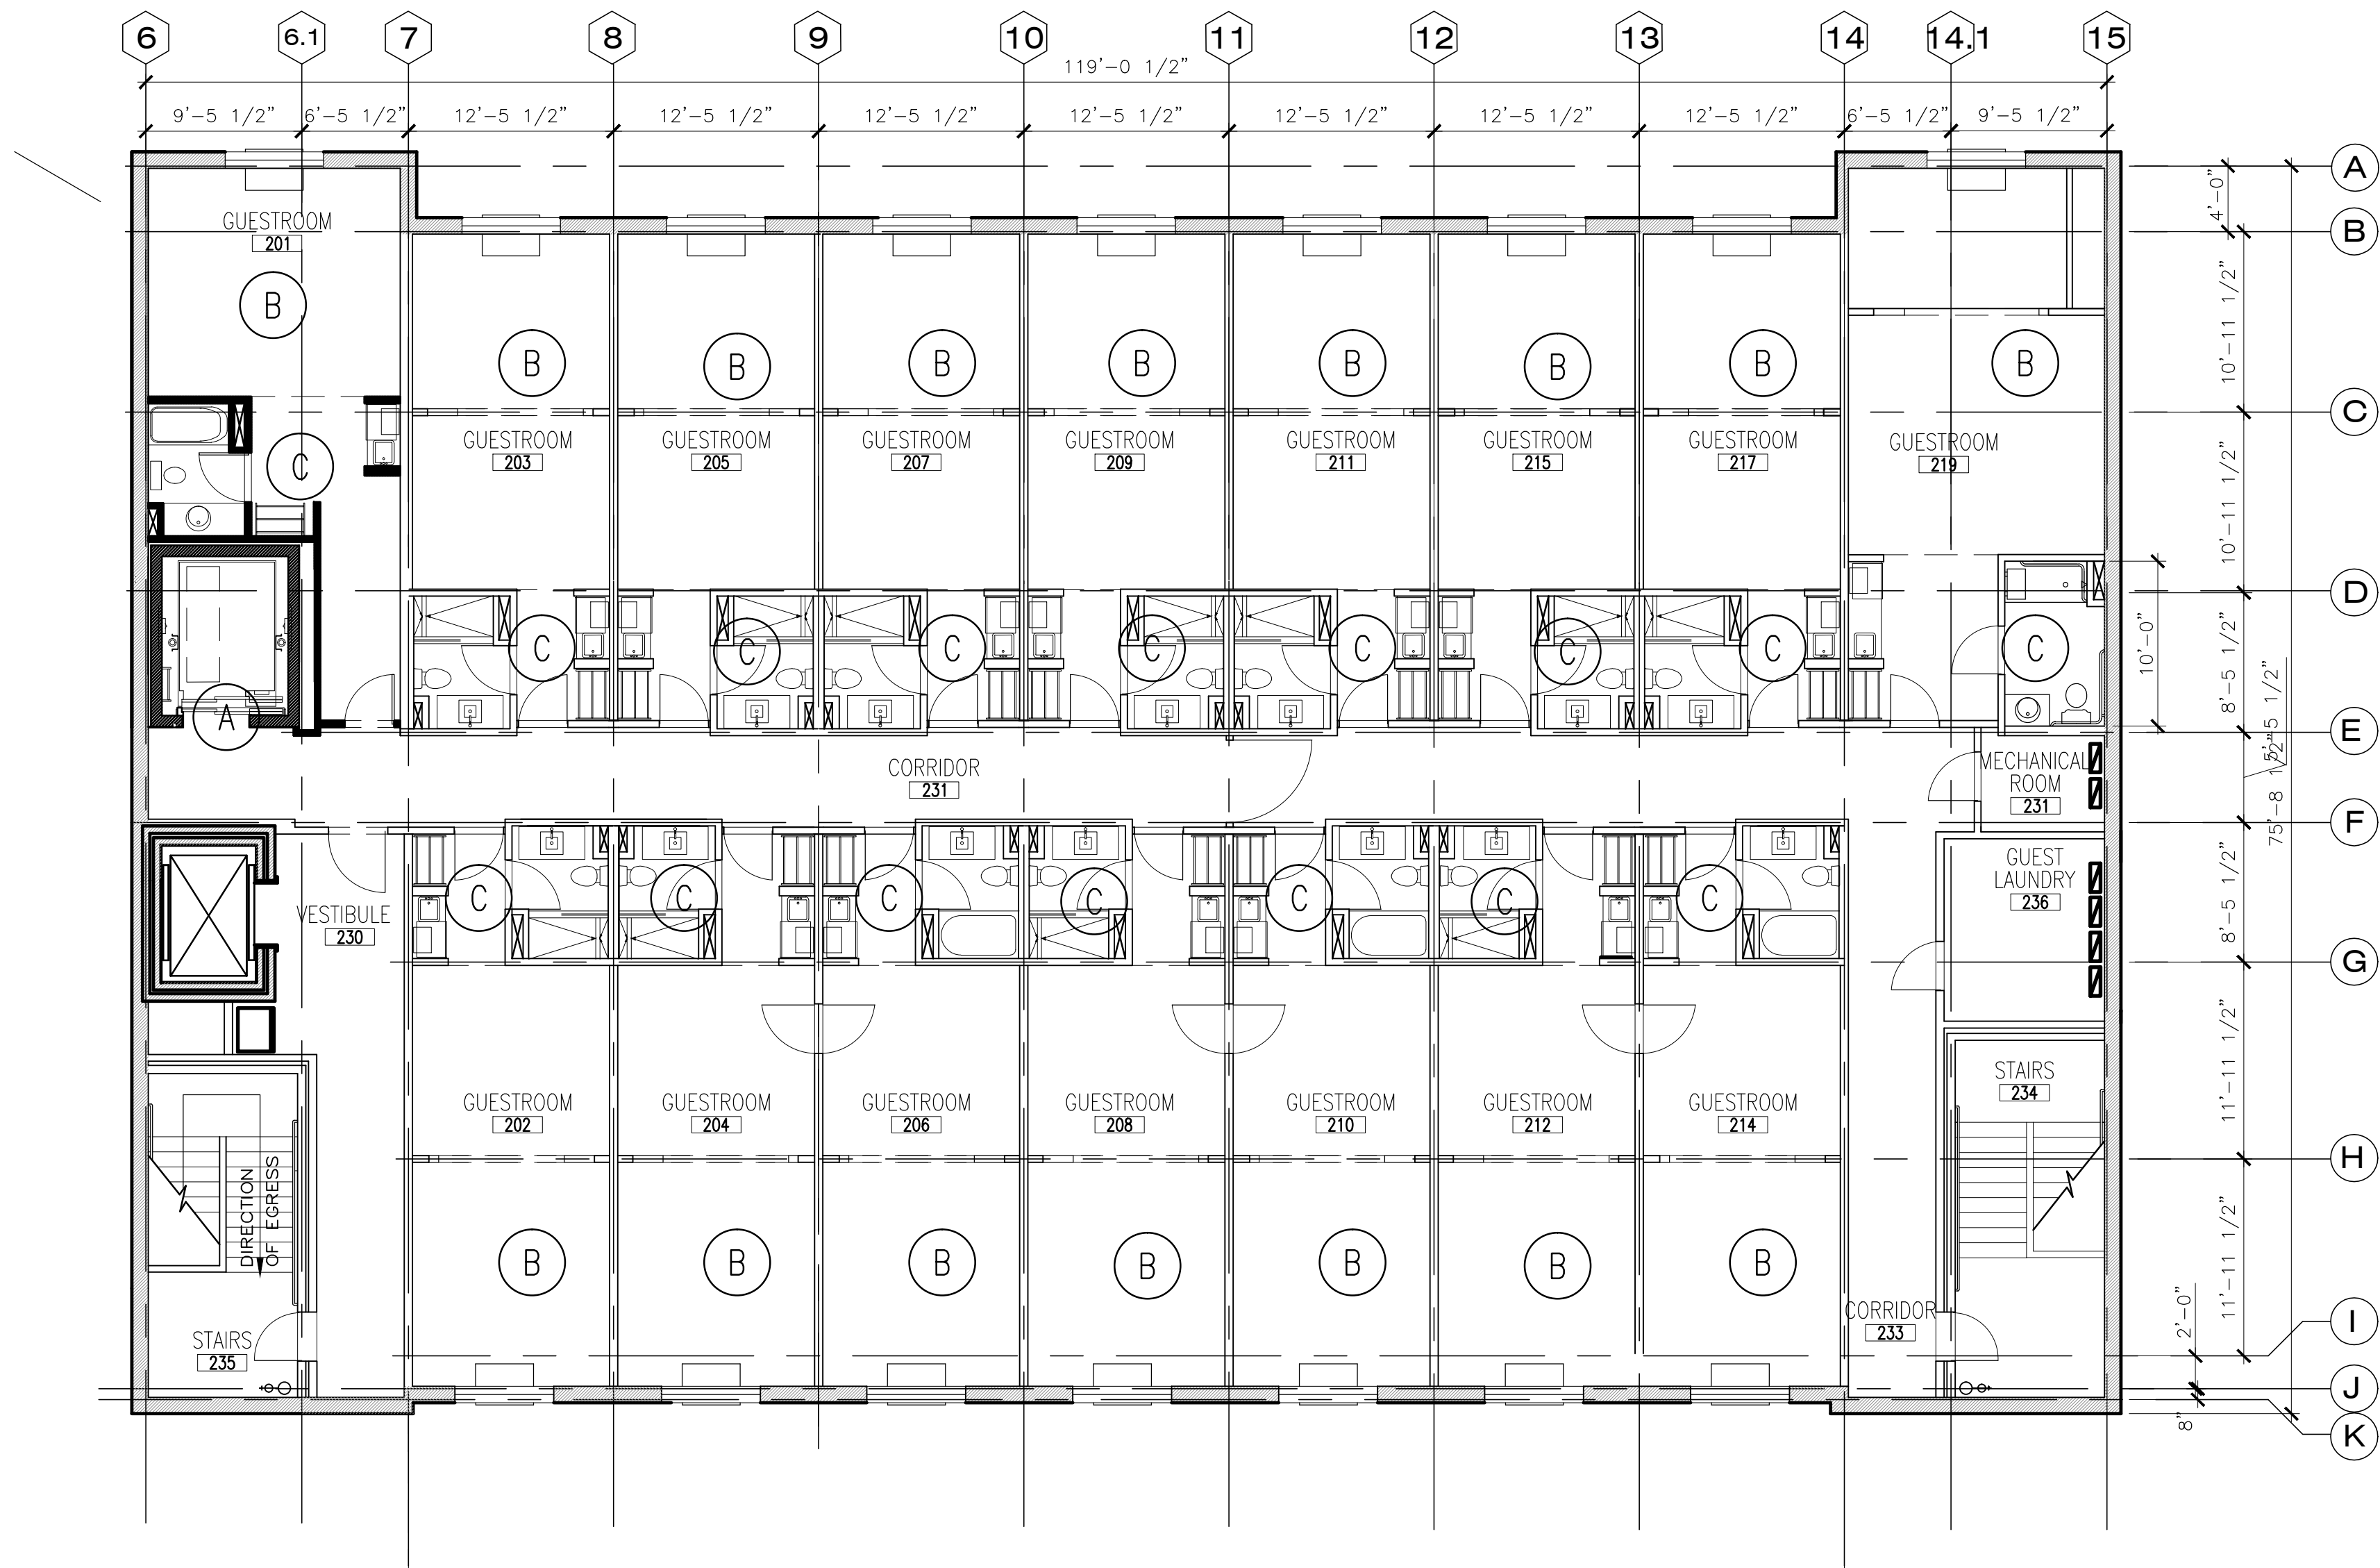 6 6.1 7 8 9 10 11 12 13 14 14.1 15
119'-0 1/2"
9'-5 1/2" 6'-5 1/2" 12'-5 1/2" 12'-5 1/2" 12'-5 1/2" 12'-5 1/2" 12'-5 1/2" 12'-5 1/2" 12'-5 1/2" 6'-5 1/2" 9'-5 1/2"
A
4'-0"
GUESTROOM
201
B
B
10'-11 1/2"
B B B B B B B B
C
GUESTROOM GUESTROOM GUESTROOM GUESTROOM GUESTROOM GUESTROOM GUESTROOM GUESTROOM
203 205 207 209 211 215 217 219
C
10'-11 1/2"
D
C C C C C C C C
10'-0"
8'-5 1/2"
A
E
CORRIDOR
231
MECHANICAL
ROOM
231
5'-5 1/2"
75'-8 1/2"
F
GUEST
LAUNDRY
236
C C C C C C C
8'-5 1/2"
VESTIBULE
230
G
11'-11 1/2"
STAIRS
234
GUESTROOM GUESTROOM GUESTROOM GUESTROOM GUESTROOM GUESTROOM GUESTROOM
202 204 206 208 210 212 214
H
DIRECTION
OF EGRESS
B B B B B B B
11'-11 1/2"
CORRIDOR
233
2'-0"
I
STAIRS
235
J
8"
K